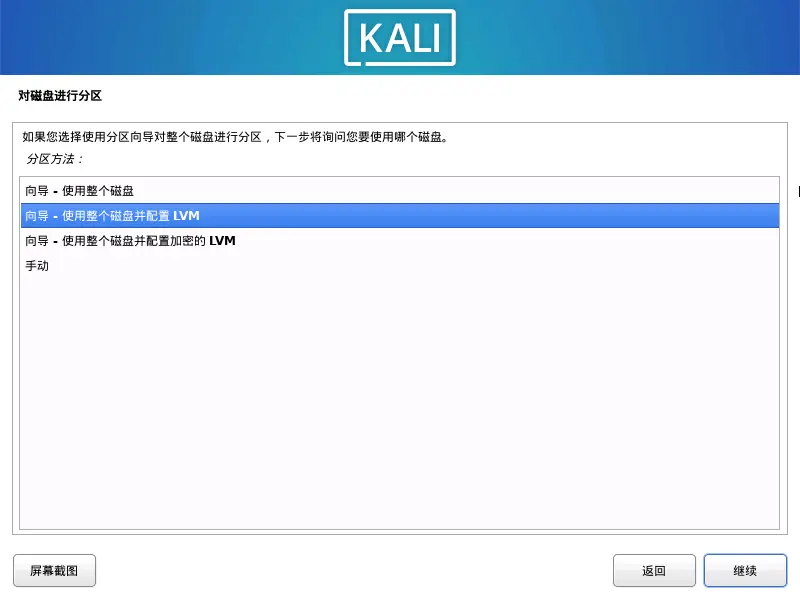 KALI
对磁盘进行分区
如果您选择使用分区向导对整个磁盘进行分区，下一步将询问您要使用哪个磁盘。
分区方法：
向导 - 使用整个磁盘
向导 - 使用整个磁盘并配置 LVM
向导 - 使用整个磁盘并配置加密的 LVM
手动
屏幕截图
返回
继续